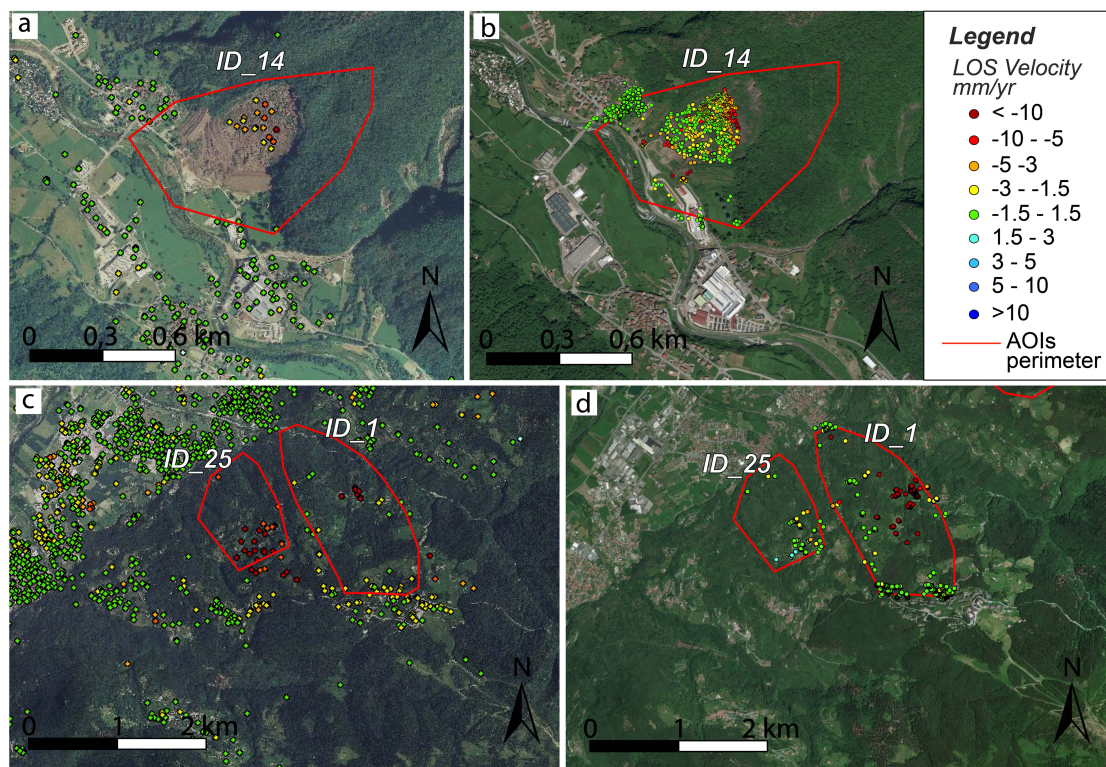 a
ID_14
N
0
0,3
0,6 km
b
ID_14
N
0
0,3
0,6 km
Legend
LOS Velocity
mm/yr
< -10
-10 - -5
-5 -3
-3 - -1.5
-1.5 - 1.5
1.5 - 3
3 - 5
5 - 10
>10
AOIs
perimeter
c
ID_1
ID_25
N
0
1
2 km
d
ID_1
ID_25
N
0
1
2 km